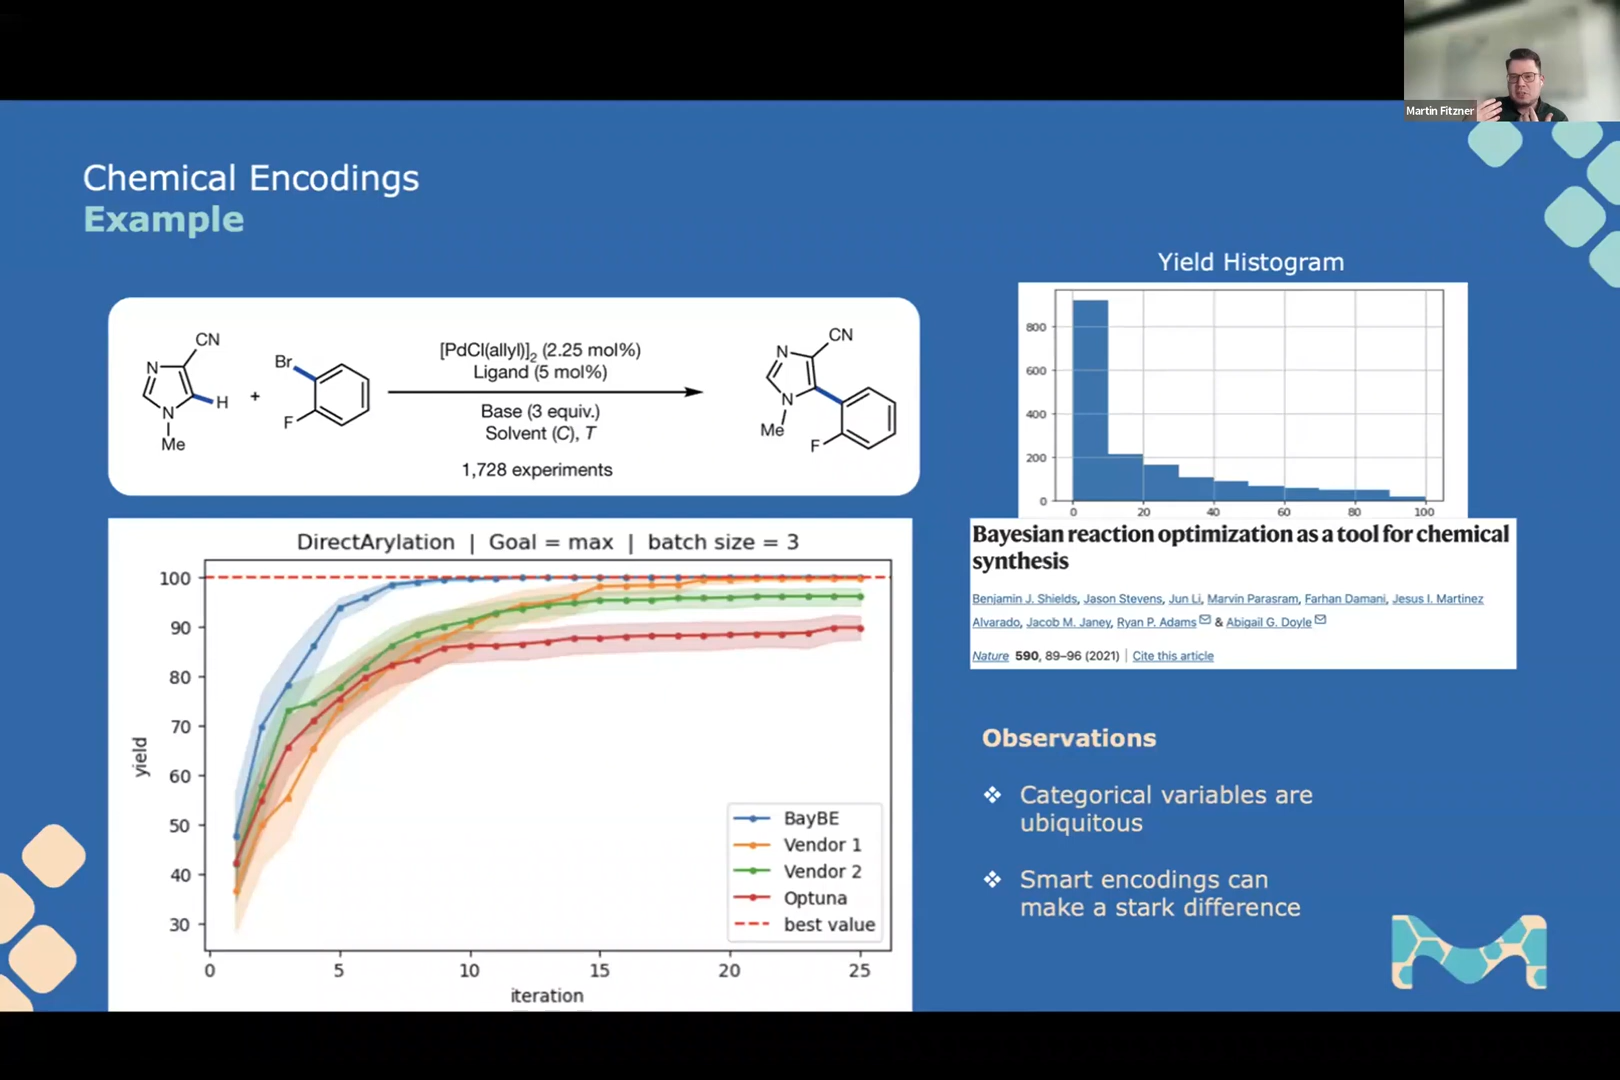 Martin Fitzner
Chemical Encodings
Example
N
CN
N
H
Me
+
Br
F
[PdCl(allyl)]2 (2.25 mol%)
Ligand (5 mol%)
Base (3 equiv.)
Solvent (C), T
1,728 experiments
N
CN
N
Me
F
Yield Histogram
800
600
400
200
0
0 20 40 60 80 100
DirectArylation | Goal = max | batch size = 3
100
90
80
70
60
50
40
30
yield
0 5 10 15 20 25
iteration
BayBE
Vendor 1
Vendor 2
Optuna
best value
Bayesian reaction optimization as a tool for chemical
synthesis
Benjamin J. Shields, Jason Stevens, Jun Li, Marvin Parasram, Farhan Damani, Jesus I. Martinez
Alvarado, Jacob M. Janey, Ryan P. Adams & Abigail G. Doyle
Nature 590, 89–96 (2021) | Cite this article
Observations
❖ Categorical variables are
ubiquitous
❖ Smart encodings can
make a stark difference